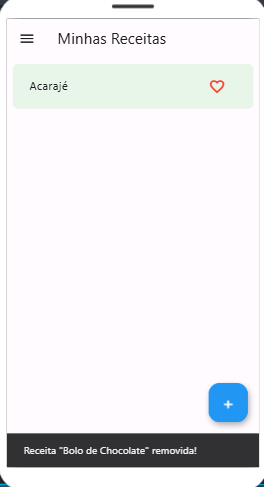 Minhas Receitas
Acarajé
+
Receita "Bolo de Chocolate" removida!